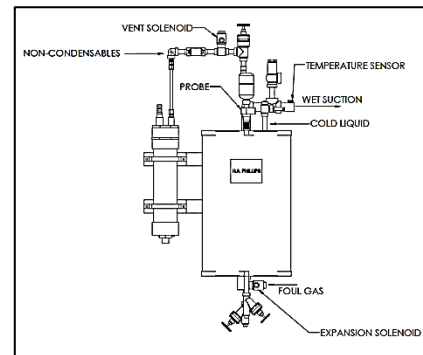 VENT SOLENOID
NON-CONDENSABLES
TEMPERATURE SENSOR
PROBE
WET SUCTION
COLD LIQUID
H.A. PHILLIPS
FOUL GAS
EXPANSION SOLENOID